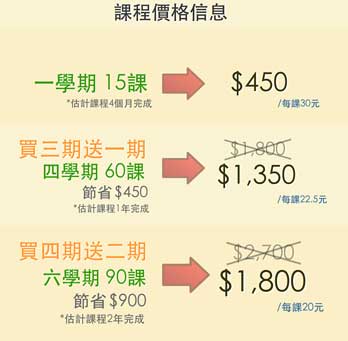 課程價格信息
一學期 15課
*估計課程4個月完成
$450
/每課30元
買三期送一期
四學期 60課
節省$450
*估計課程1年完成
$1,800
$1,350
/每課22.5元
買四期送二期
六學期 90課
節省$900
*估計課程2年完成
$2,700
$1,800
/每課20元